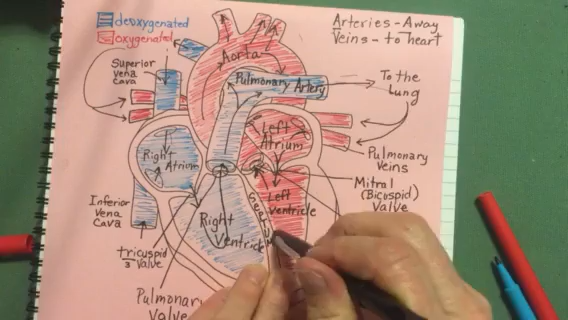 deoxygenated
oxygenated
Arteries - Away
Veins - to heart
Superior
vena
cava
Aorta
Pulmonary Artery
To the
Lung
Left
Atrium
Right
Atrium
Pulmonary
Veins
Mitral
(Bicuspid)
Valve
Left
Ventricle
Inferior
Vena
Cava
Right
Ventricle
tricuspid
3 valve
Pulmonary
Valve